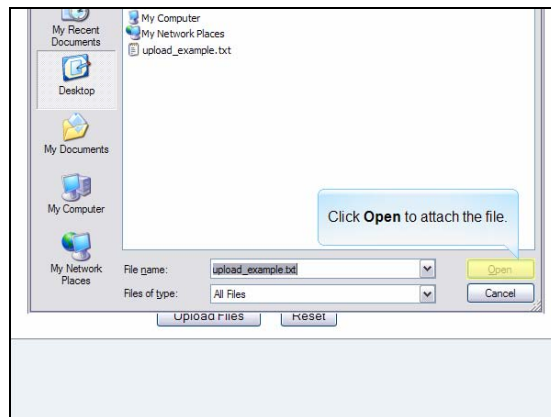 My Recent
Documents
Desktop
My Documents
My Computer
My Network
Places
My Computer
My Network Places
upload_example.txt
Click Open to attach the file.
File name:
upload_example.txt
Open
Files of type:
All Files
Cancel
Upload Files
Reset